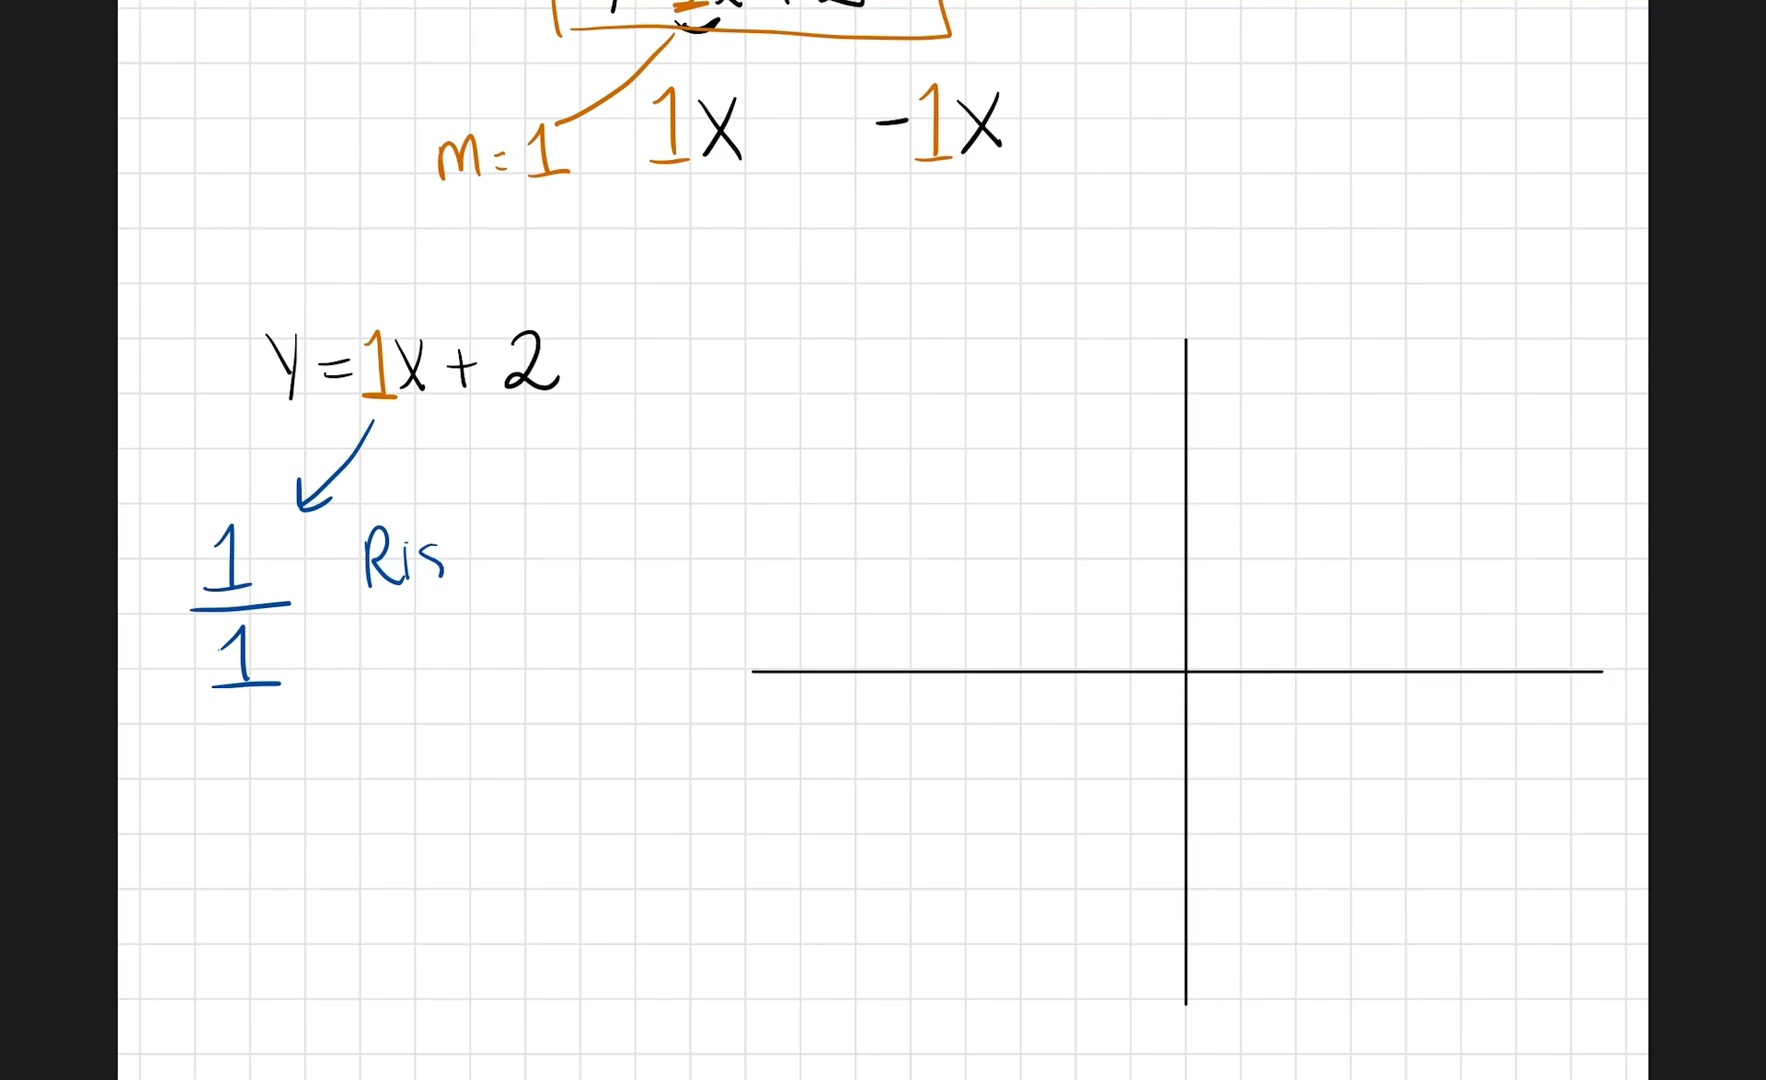 m = 1 1x -1x
y = 1x + 2
1 Ris
1